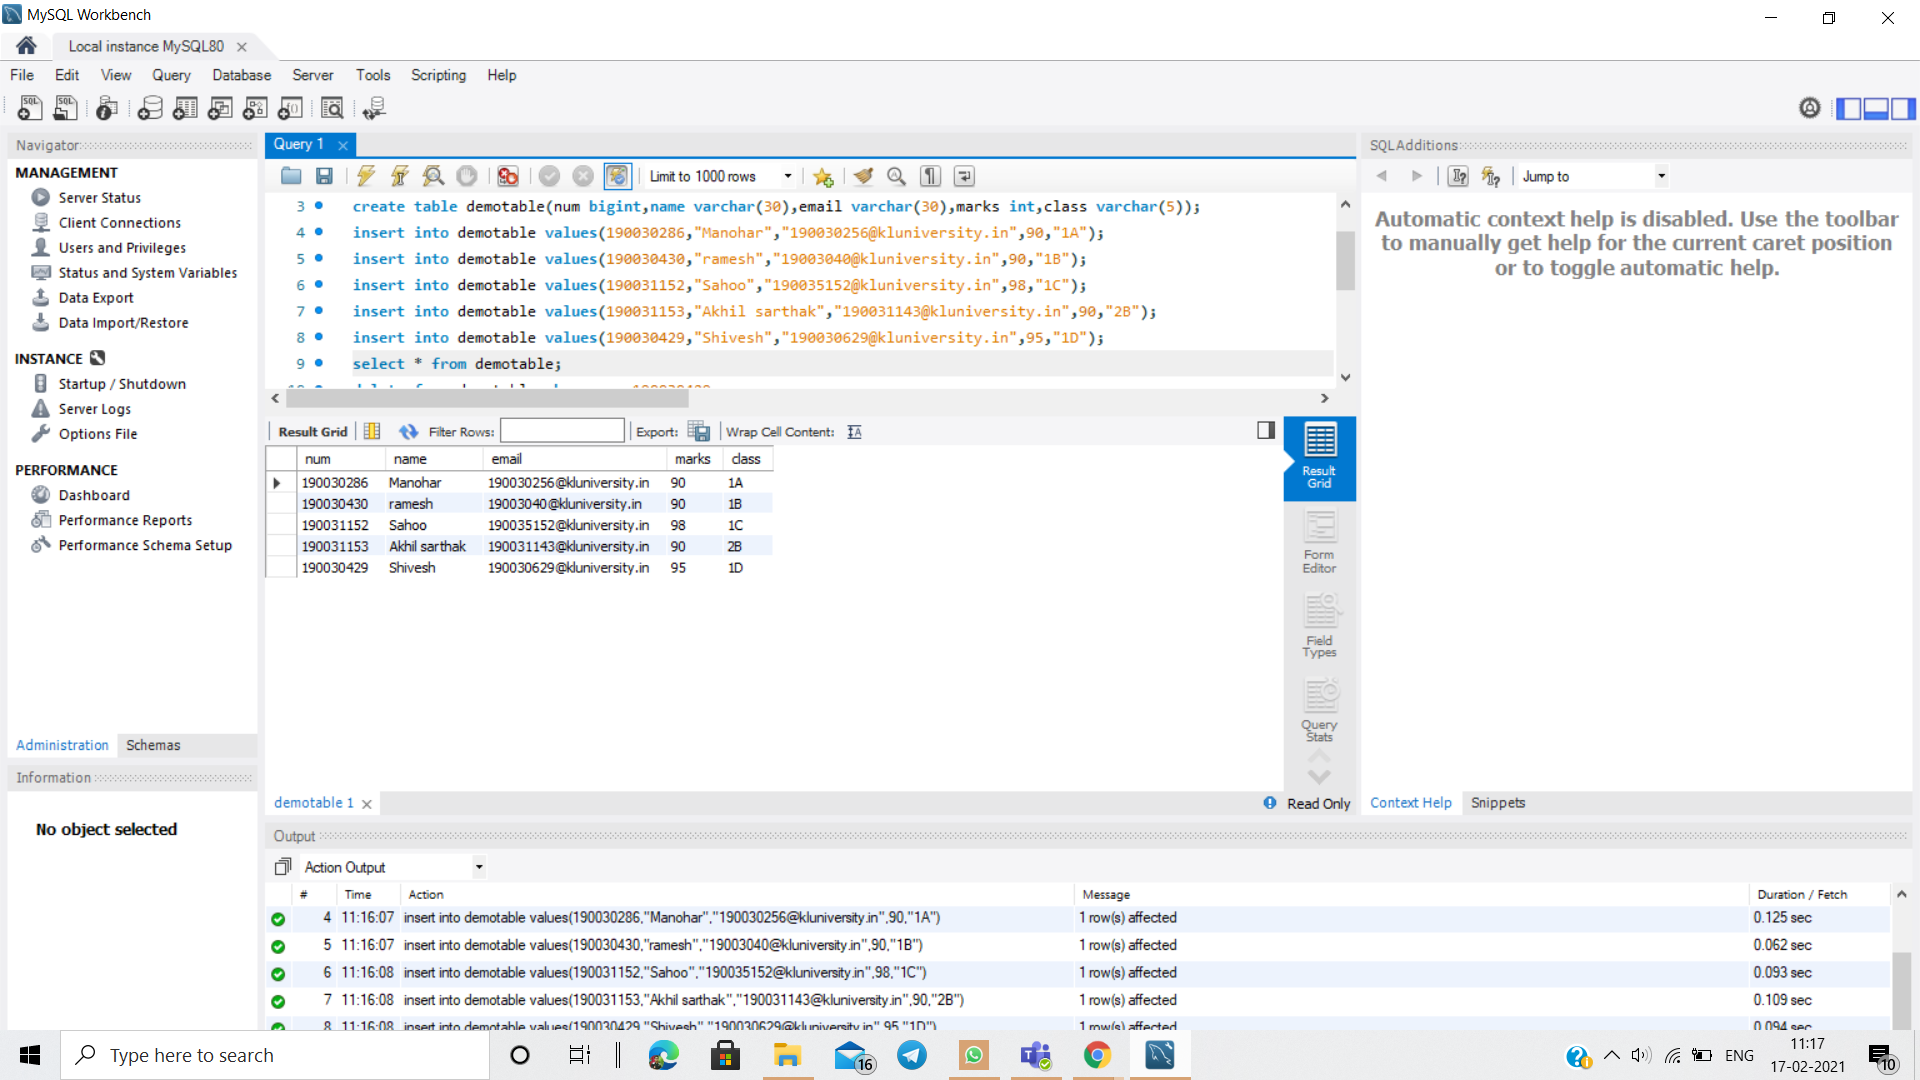 MySQL Workbench
Local instance MySQL80
File Edit View Query Database Server Tools Scripting Help
Navigator
MANAGEMENT
Server Status
Client Connections
Users and Privileges
Status and System Variables
Data Export
Data Import/Restore
INSTANCE
Startup / Shutdown
Server Logs
Options File
PERFORMANCE
Dashboard
Performance Reports
Performance Schema Setup
Administration Schemas
Information
No object selected
Query 1
Limit to 1000 rows
3 create table demotable(num bigint,name varchar(30),email varchar(30),marks int,class varchar(5));
4 insert into demotable values(190030286,"Manohar","190030256@kluniversity.in",90,"1A");
5 insert into demotable values(190030430,"ramesh","19003040@kluniversity.in",90,"1B");
6 insert into demotable values(190031152,"Sahoo","190035152@kluniversity.in",98,"1C");
7 insert into demotable values(190031153,"Akhil sarthak","190031143@kluniversity.in",90,"2B");
8 insert into demotable values(190030429,"Shivesh","190030629@kluniversity.in",95,"1D");
9 select * from demotable;
Result Grid Filter Rows: Export: Wrap Cell Content:
num name email marks class
190030286 Manohar 190030256@kluniversity.in 90 1A
190030430 ramesh 19003040@kluniversity.in 90 1B
190031152 Sahoo 190035152@kluniversity.in 98 1C
190031153 Akhil sarthak 190031143@kluniversity.in 90 2B
190030429 Shivesh 190030629@kluniversity.in 95 1D
Result
Grid
Form
Editor
Field
Types
Query
Stats
demotable 1
Read Only
SQLAdditions
Jump to
Automatic context help is disabled. Use the toolbar
to manually get help for the current caret position
or to toggle automatic help.
Context Help Snippets
Output
Action Output
# Time Action Message Duration / Fetch
4 11:16:07 insert into demotable values(190030286,"Manohar","190030256@kluniversity.in",90,"1A") 1 row(s) affected 0.125 sec
5 11:16:07 insert into demotable values(190030430,"ramesh","19003040@kluniversity.in",90,"1B") 1 row(s) affected 0.062 sec
6 11:16:08 insert into demotable values(190031152,"Sahoo","190035152@kluniversity.in",98,"1C") 1 row(s) affected 0.093 sec
7 11:16:08 insert into demotable values(190031153,"Akhil sarthak","190031143@kluniversity.in",90,"2B") 1 row(s) affected 0.109 sec
8 11:16:08 insert into demotable values(190030429,"Shivesh","190030629@kluniversity.in",95,"1D") 1 row(s) affected 0.094 sec
Type here to search
16
ENG
11:17
17-02-2021
10